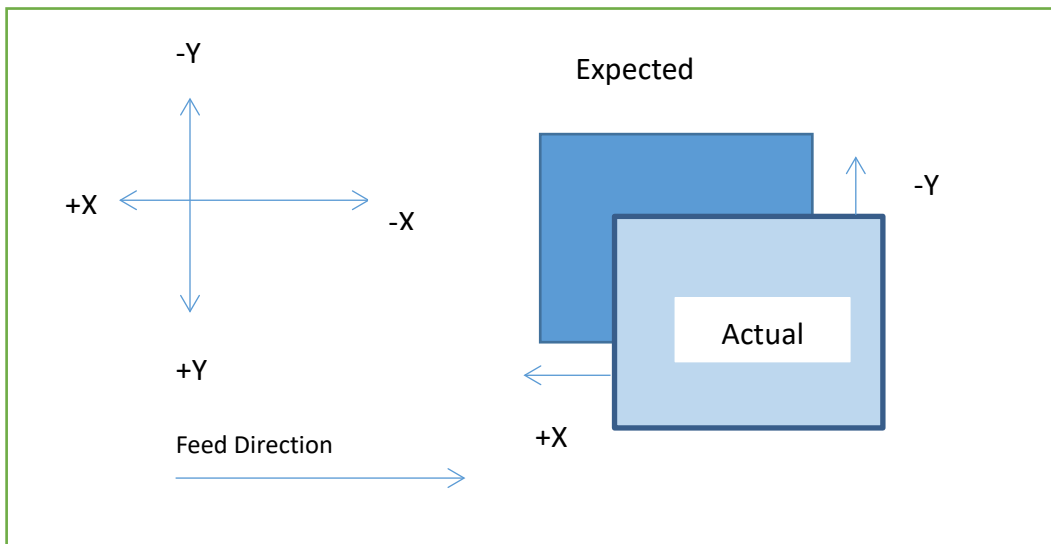 -Y
Expected
+X
-X
-Y
Actual
+Y
+X
Feed Direction